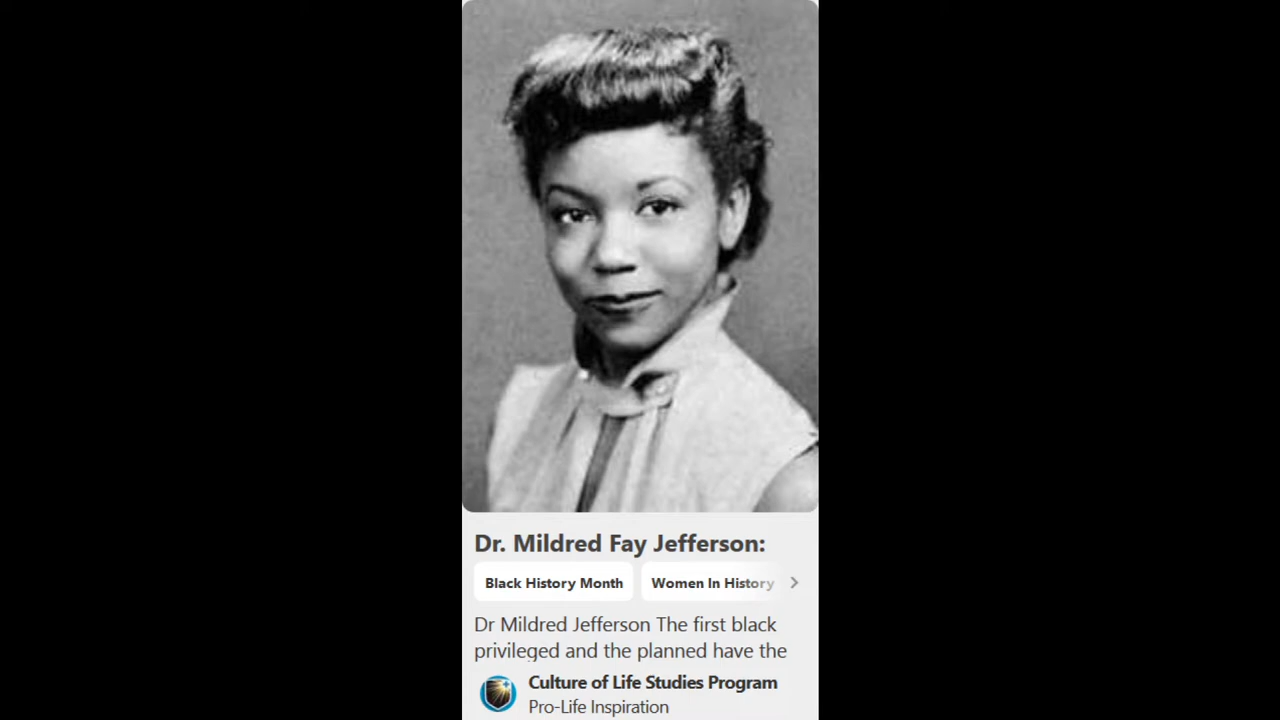 Dr. Mildred Fay Jefferson:
Black History Month
Women In History
Dr Mildred Jefferson The first black
privileged and the planned have the
Culture of Life Studies Program
Pro-Life Inspiration